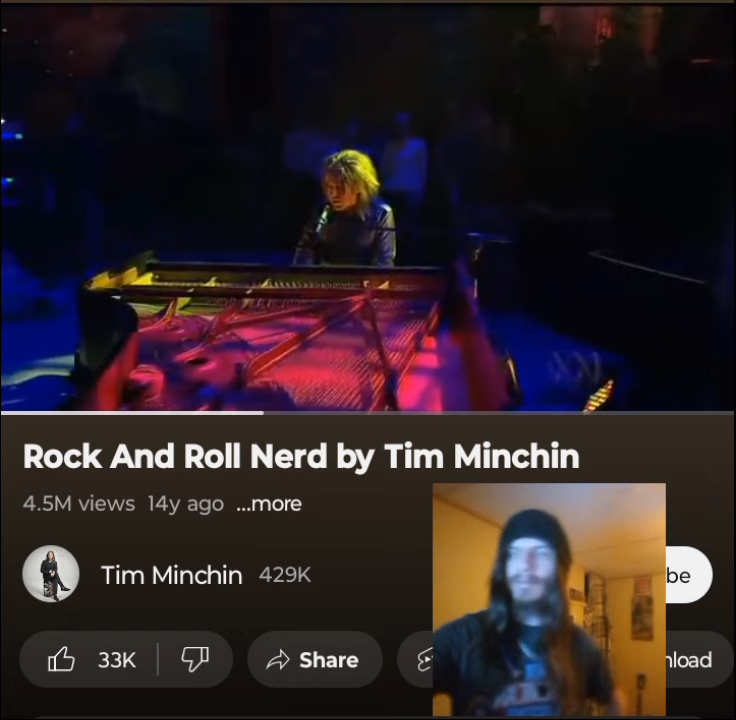 Rock And Roll Nerd by Tim Minchin
4.5M views 14y ago ...more
Tim Minchin 429K
be
33K Share nload